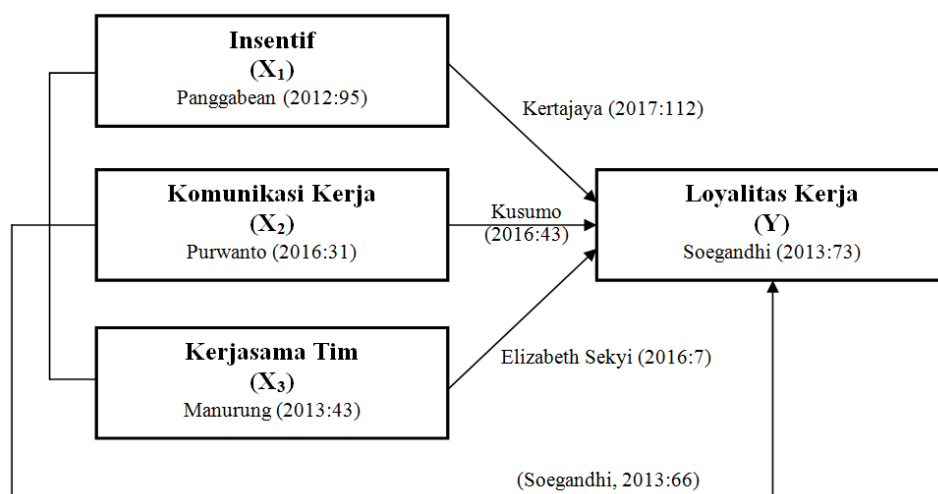 Insentif
(X₁)
Panggabean (2012:95)
Kertajaya (2017:112)
Komunikasi Kerja
(X₂)
Purwanto (2016:31)
Kusumo
(2016:43)
Loyalitas Kerja
(Y)
Soegandhi (2013:73)
Kerjasama Tim
(X₃)
Manurung (2013:43)
Elizabeth Sekyi (2016:7)
(Soegandhi, 2013:66)